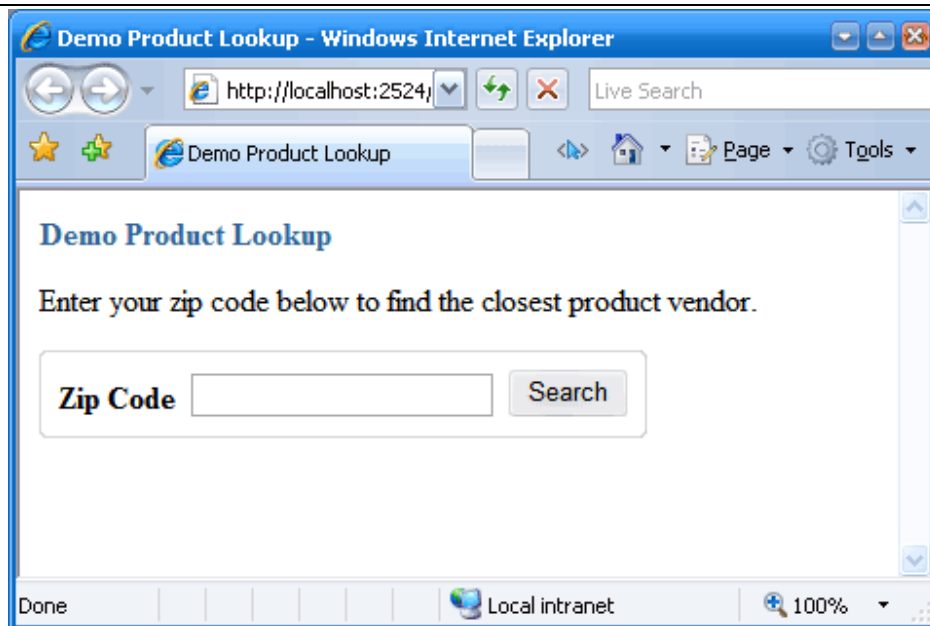 Demo Product Lookup - Windows Internet Explorer
http://localhost:2524/
Live Search
Demo Product Lookup
Page
Tools
Demo Product Lookup
Enter your zip code below to find the closest product vendor.
Zip Code
Search
Done
Local intranet
100%